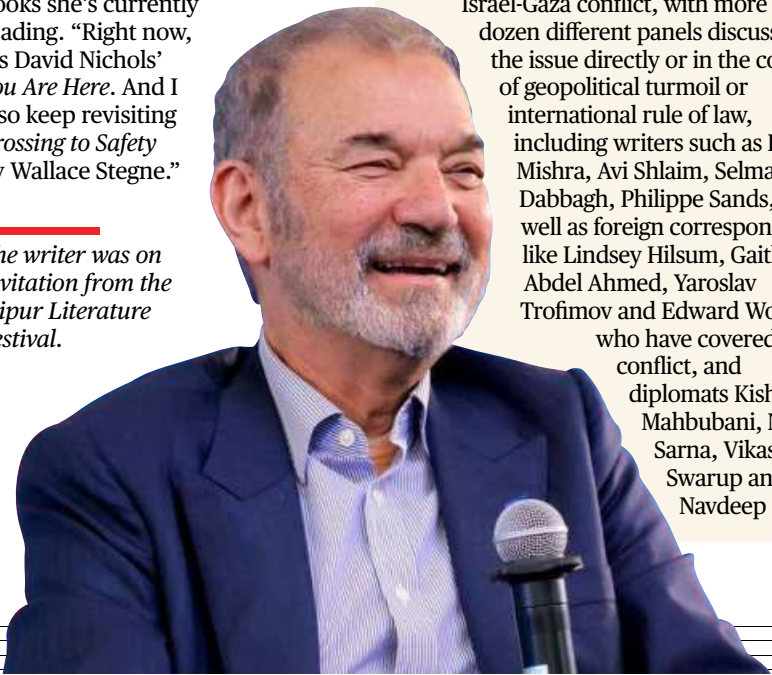 ooks she's currently
ading. “Right now,
s David Nichols’
ou Are Here. And I
so keep revisiting
rossing to Safety
y Wallace Stegne.”
he writer was on
vitation from the
ipur Literature
estival.
Israel-Gaza conflict, with more
dozen different panels discuss
the issue directly or in the co
of geopolitical turmoil or
international rule of law,
including writers such as
Mishra, Avi Shlaim, Selma
Dabbagh, Philippe Sands,
well as foreign correspon
like Lindsey Hilsum, Gait
Abdel Ahmed, Yaroslav
Trofimov and Edward Wo
who have covered
conflict, and
diplomats Kish
Mahbubani,
Sarna, Vikas
Swarup an
Navdeep